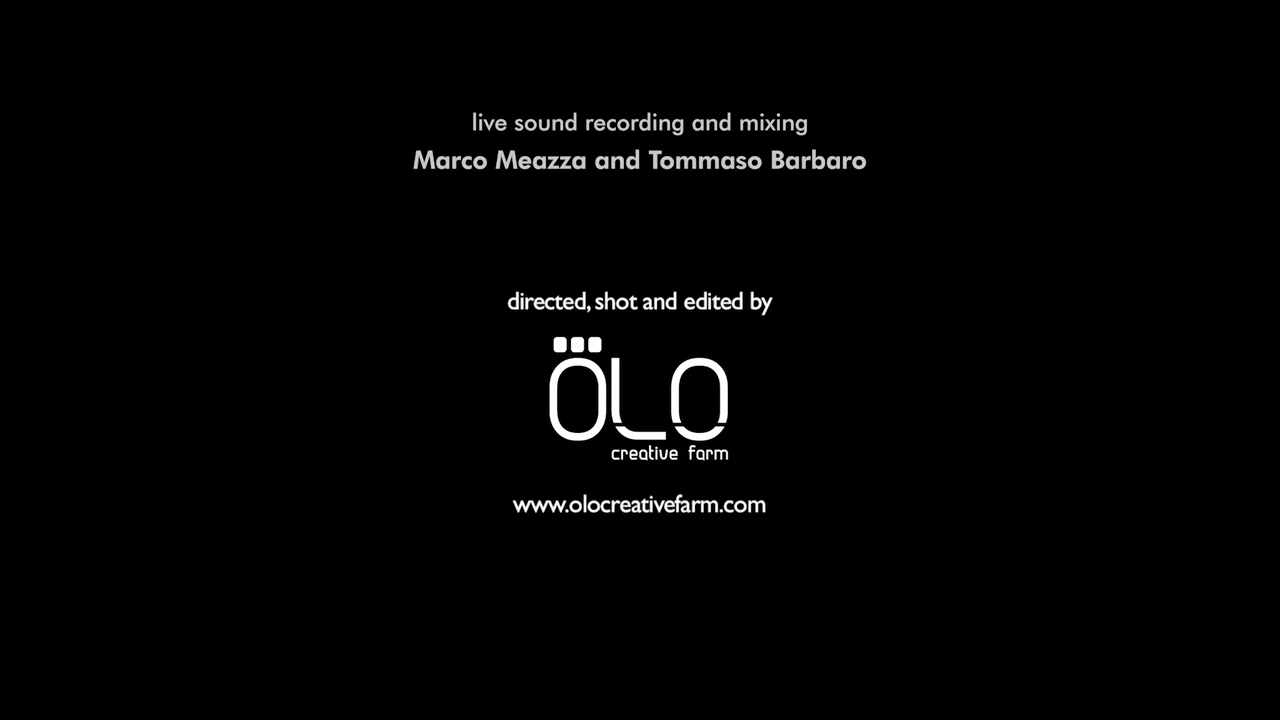 live sound recording and mixing
Marco Meazza and Tommaso Barbaro
directed, shot and edited by
OLO
creative farm
www.olocreativefarm.com